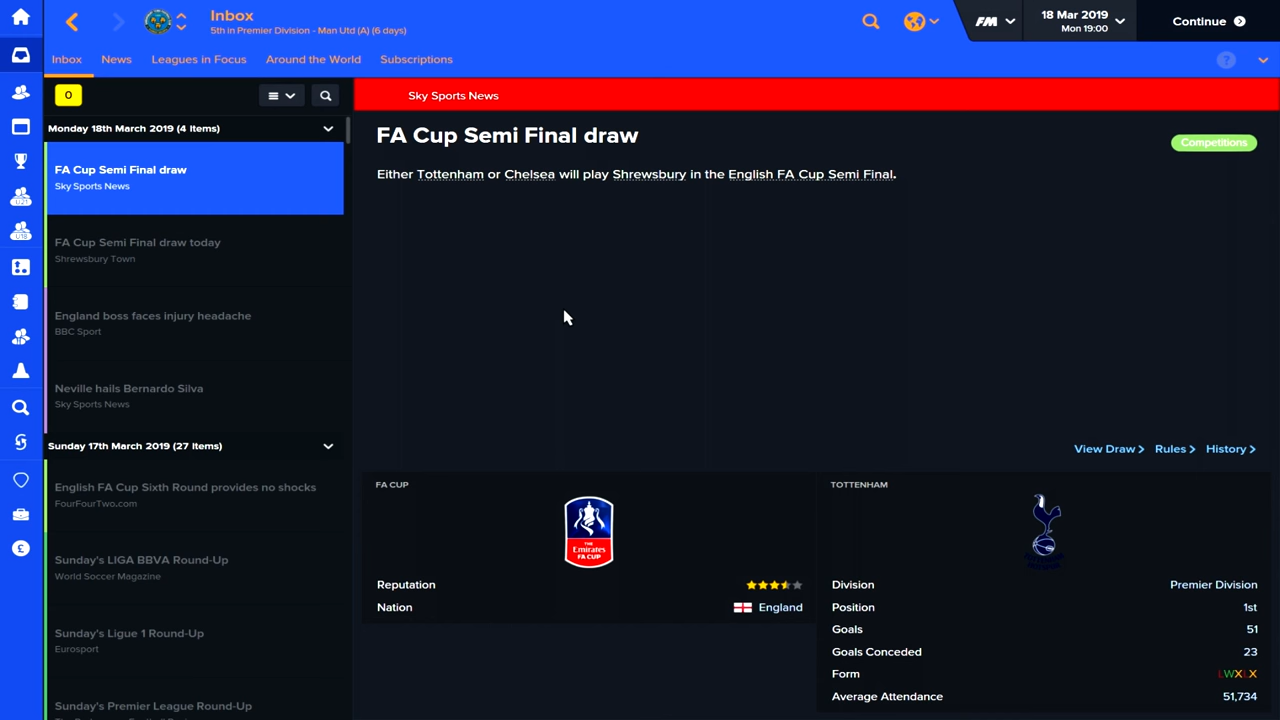 Inbox
5th in Premier Division - Man Utd (A) (6 days)
FM
18 Mar 2019
Mon 19:00
Continue
Inbox
News
Leagues in Focus
Around the World
Subscriptions
?
0
Sky Sports News
Monday 18th March 2019 (4 Items)
FA Cup Semi Final draw
Sky Sports News
FA Cup Semi Final draw today
Shrewsbury Town
England boss faces injury headache
BBC Sport
Neville hails Bernardo Silva
Sky Sports News
Sunday 17th March 2019 (27 Items)
English FA Cup Sixth Round provides no shocks
FourFourTwo.com
Sunday's LIGA BBVA Round-Up
World Soccer Magazine
Sunday's Ligue 1 Round-Up
Eurosport
Sunday's Premier League Round-Up
FA Cup Semi Final draw
Competitions
Either Tottenham or Chelsea will play Shrewsbury in the English FA Cup Semi Final.
View Draw >
Rules >
History >
FA CUP
THE
Emirates
FA CUP
Reputation
Nation
England
TOTTENHAM
Division
Premier Division
Position
1st
Goals
51
Goals Conceded
23
Form
LWXLX
Average Attendance
51,734
U21
U18
£